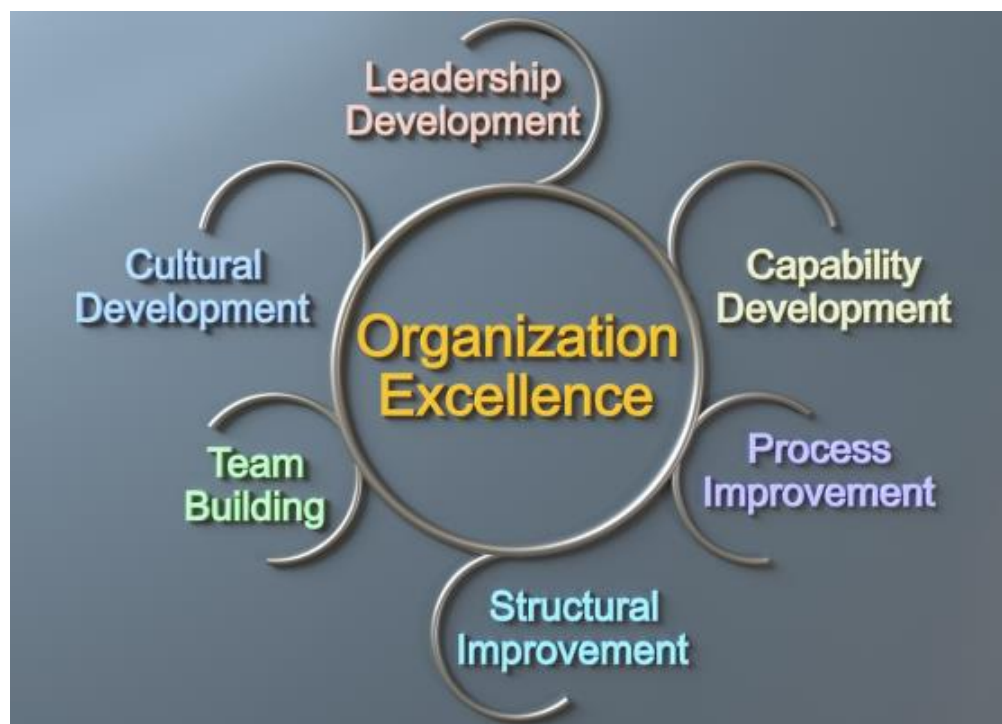 Leadership
Development
Cultural
Development
Capability
Development
Organization
Excellence
Team
Building
Process
Improvement
Structural
Improvement